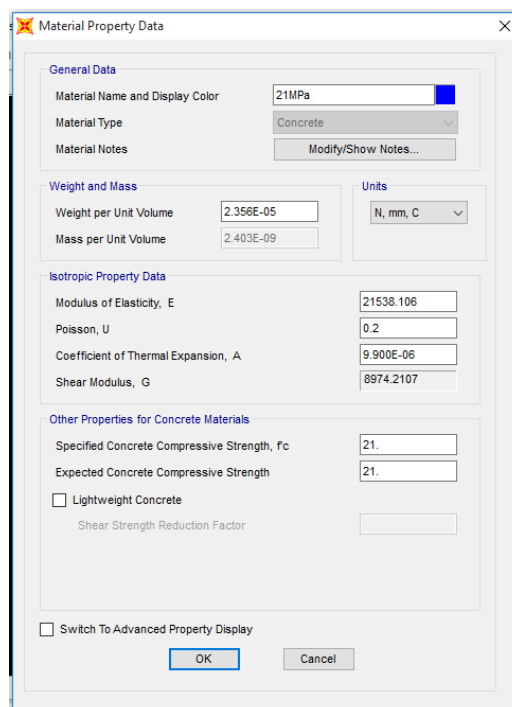 Material Property Data
General Data
Material Name and Display Color 21MPa
Material Type Concrete
Material Notes Modify/Show Notes...
Weight and Mass Units
Weight per Unit Volume 2.356E-05 N, mm, C
Mass per Unit Volume 2.403E-09
Isotropic Property Data
Modulus of Elasticity, E 21538.106
Poisson, U 0.2
Coefficient of Thermal Expansion, A 9.900E-06
Shear Modulus, G 8974.2107
Other Properties for Concrete Materials
Specified Concrete Compressive Strength, f'c 21.
Expected Concrete Compressive Strength 21.
Lightweight Concrete
Shear Strength Reduction Factor
Switch To Advanced Property Display
OK Cancel